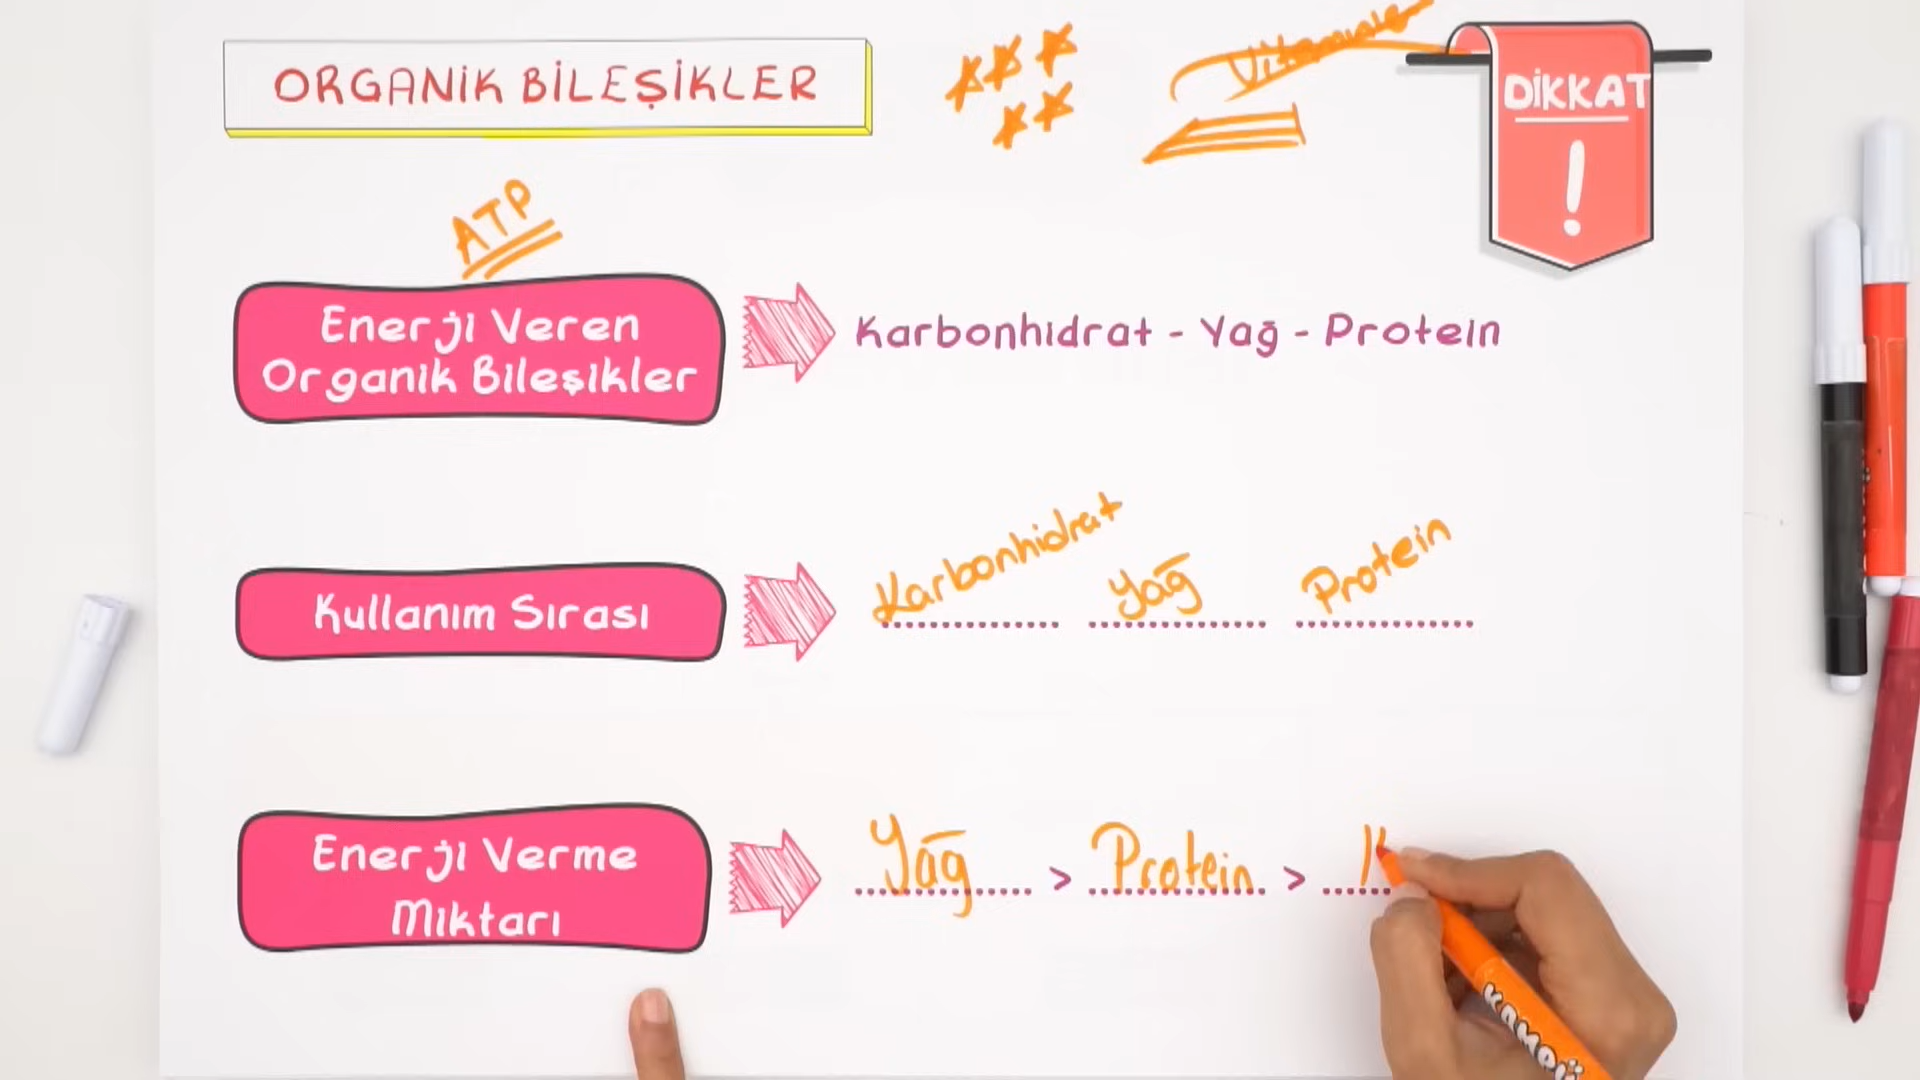 ORGANİK BİLEŞİKLER
Vitaminler
DİKKAT
!
ATP
Enerji Veren
Organik Bileşikler
Karbonhidrat - Yağ - Protein
Kullanım Sırası
Karbonhidrat Yağ Protein
Enerji Verme
Miktarı
Yağ > Protein > K